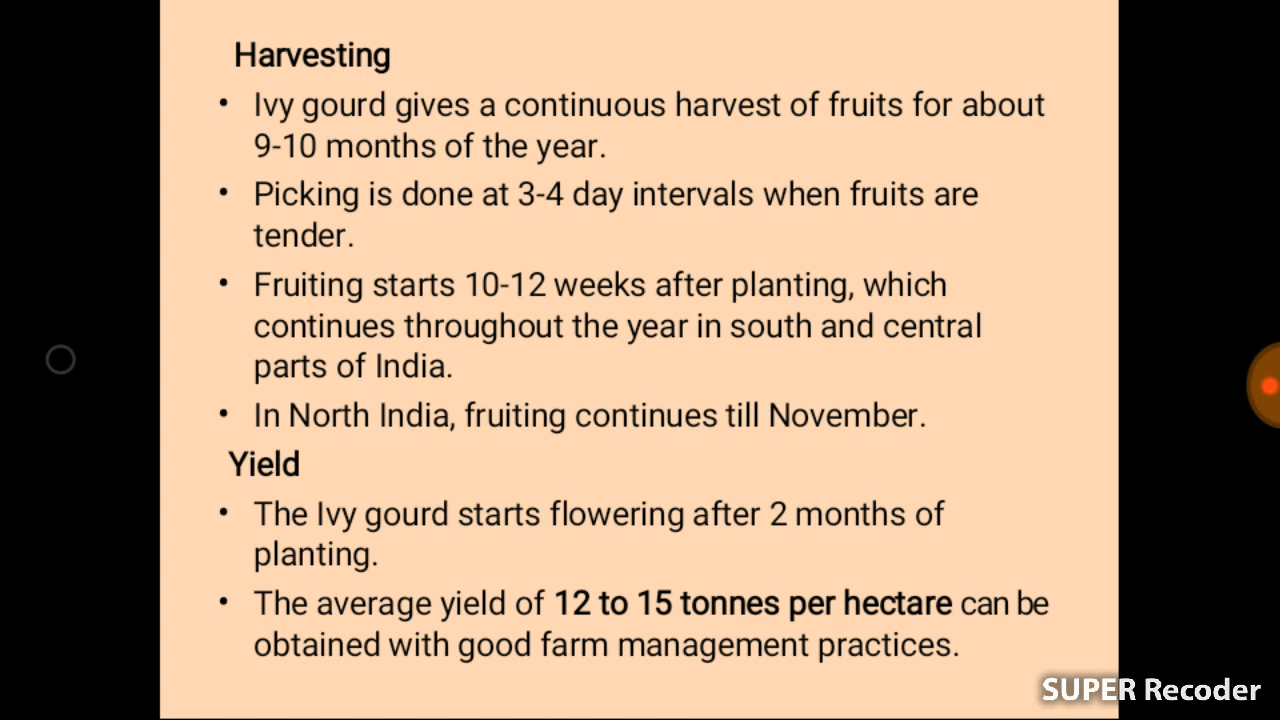 Harvesting
• Ivy gourd gives a continuous harvest of fruits for about
9-10 months of the year.
• Picking is done at 3-4 day intervals when fruits are
tender.
• Fruiting starts 10-12 weeks after planting, which
continues throughout the year in south and central
parts of India.
• In North India, fruiting continues till November.
Yield
• The Ivy gourd starts flowering after 2 months of
planting.
• The average yield of 12 to 15 tonnes per hectare can be
obtained with good farm management practices.
SUPER Recoder